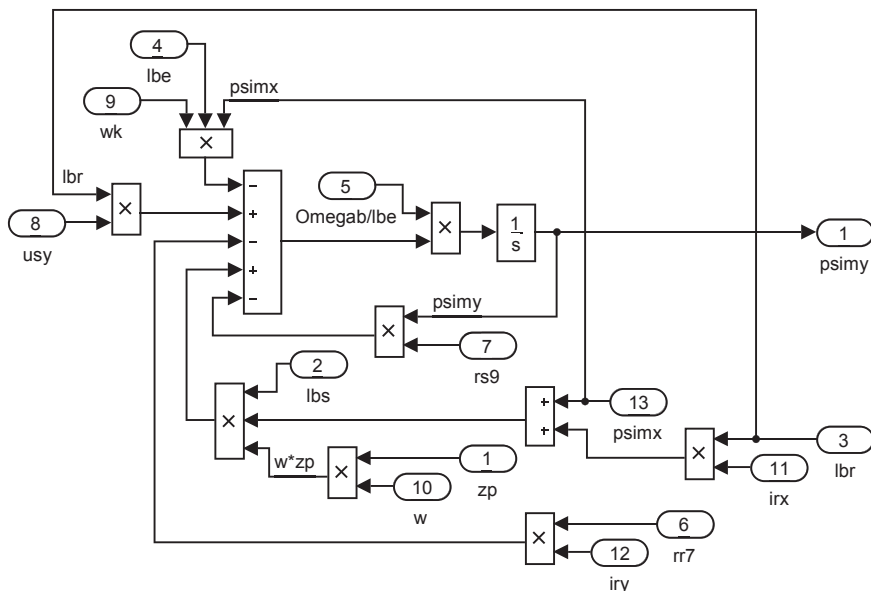 4
lbe
psimx
9
wk
×
lbr
−
5
1
s
8
×
+
Omegab/lbe
×
1
usy
−
psimy
+
−
psimy
×
7
rs9
2
lbs
×
+
+
13
psimx
3
lbr
×
11
irx
w*zp
×
1
zp
10
w
6
rr7
×
12
iry